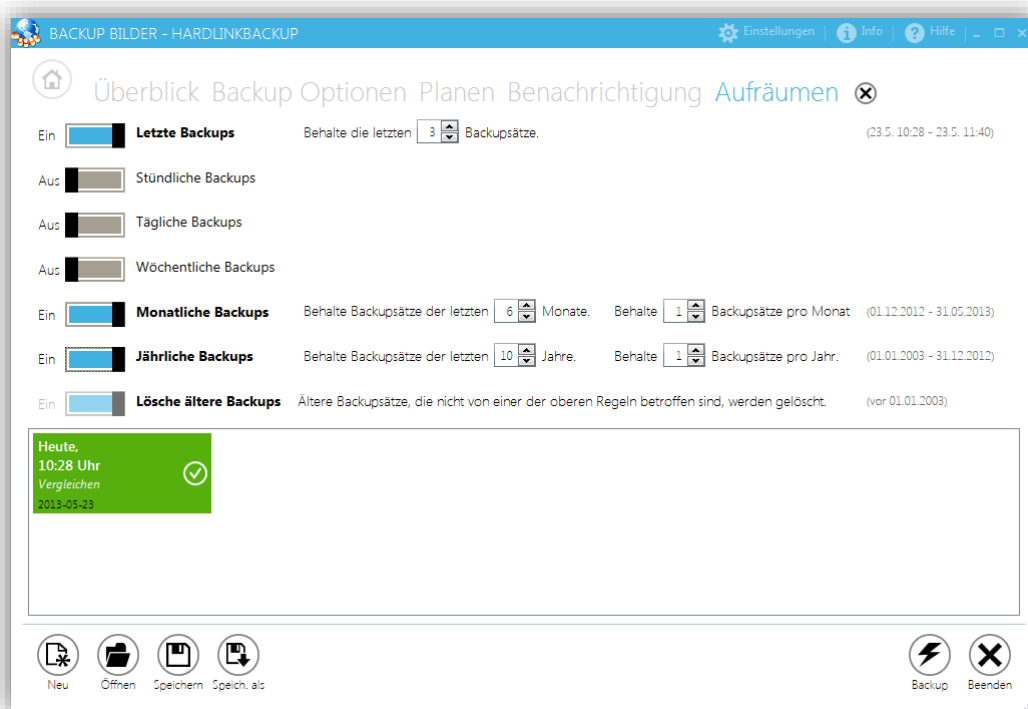 BACKUP BILDER - HARDLINKBACKUP
Einstellungen | Info | Hilfe
Überblick Backup Optionen Planen Benachrichtigung Aufräumen
Ein Letzte Backups Behalte die letzten 3 Backupsätze. (23.5. 10:28 - 23.5. 11:40)
Aus Stündliche Backups
Aus Tägliche Backups
Aus Wöchentliche Backups
Ein Monatliche Backups Behalte Backupsätze der letzten 6 Monate. Behalte 1 Backupsätze pro Monat (01.12.2012 - 31.05.2013)
Ein Jährliche Backups Behalte Backupsätze der letzten 10 Jahre. Behalte 1 Backupsätze pro Jahr. (01.01.2003 - 31.12.2012)
Ein Lösche ältere Backups Ältere Backupsätze, die nicht von einer der oberen Regeln betroffen sind, werden gelöscht. (vor 01.01.2003)
Heute,
10:28 Uhr
Vergleichen
2013-05-23
Neu Öffnen Speichern Speich. als Backup Beenden